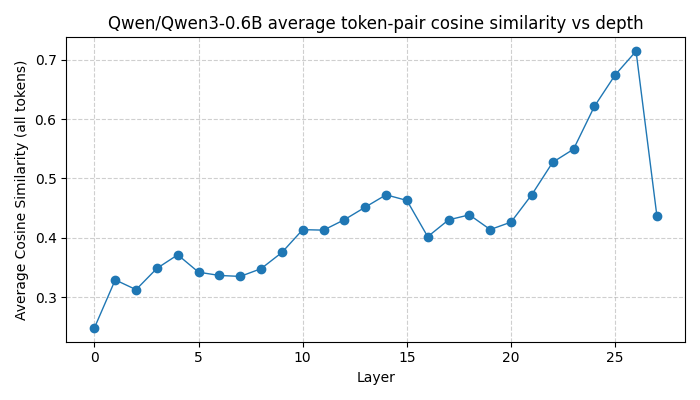 Qwen/Qwen3-0.6B average token-pair cosine similarity vs depth
Average Cosine Similarity (all tokens)
0.7
0.6
0.5
0.4
0.3
0 5 10 15 20 25
Layer